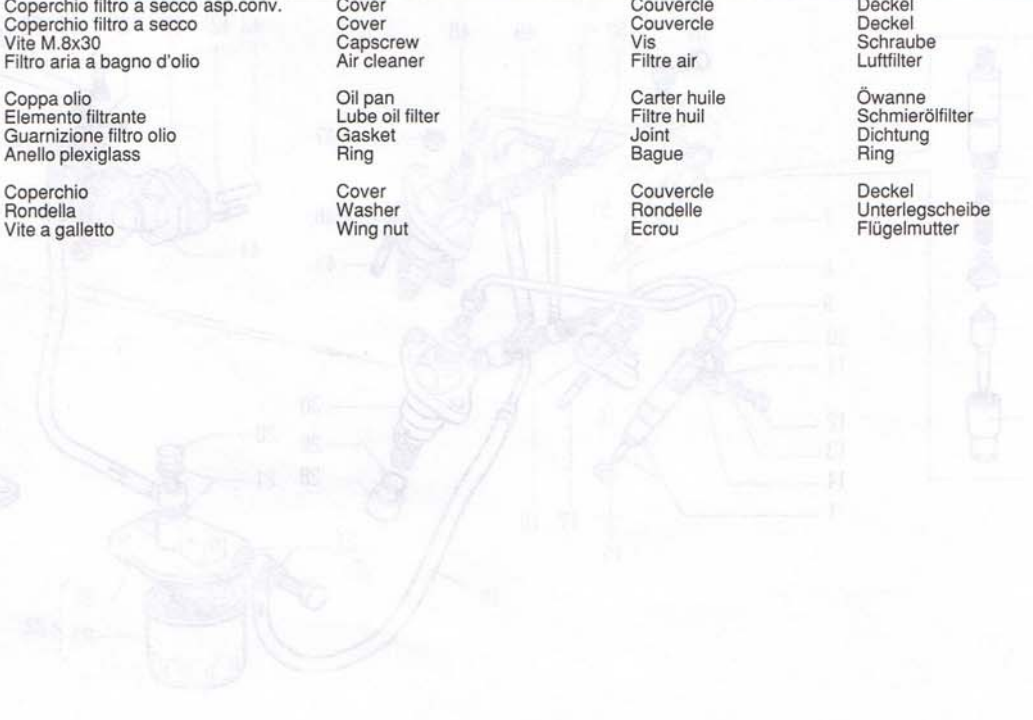 Coperchio filtro a secco asp.conv. Cover Couvercle Deckel
Coperchio filtro a secco Cover Couvercle Deckel
Vite M.8x30 Capscrew Vis Schraube
Filtro aria a bagno d'olio Air cleaner Filtre air Luftfilter
Coppa olio Oil pan Carter huile Öwanne
Elemento filtrante Lube oil filter Filtre huil Schmierölfilter
Guarnizione filtro olio Gasket Joint Dichtung
Anello plexiglass Ring Bague Ring
Coperchio Cover Couvercle Deckel
Rondella Washer Rondelle Unterlegscheibe
Vite a galletto Wing nut Ecrou Flügelmutter